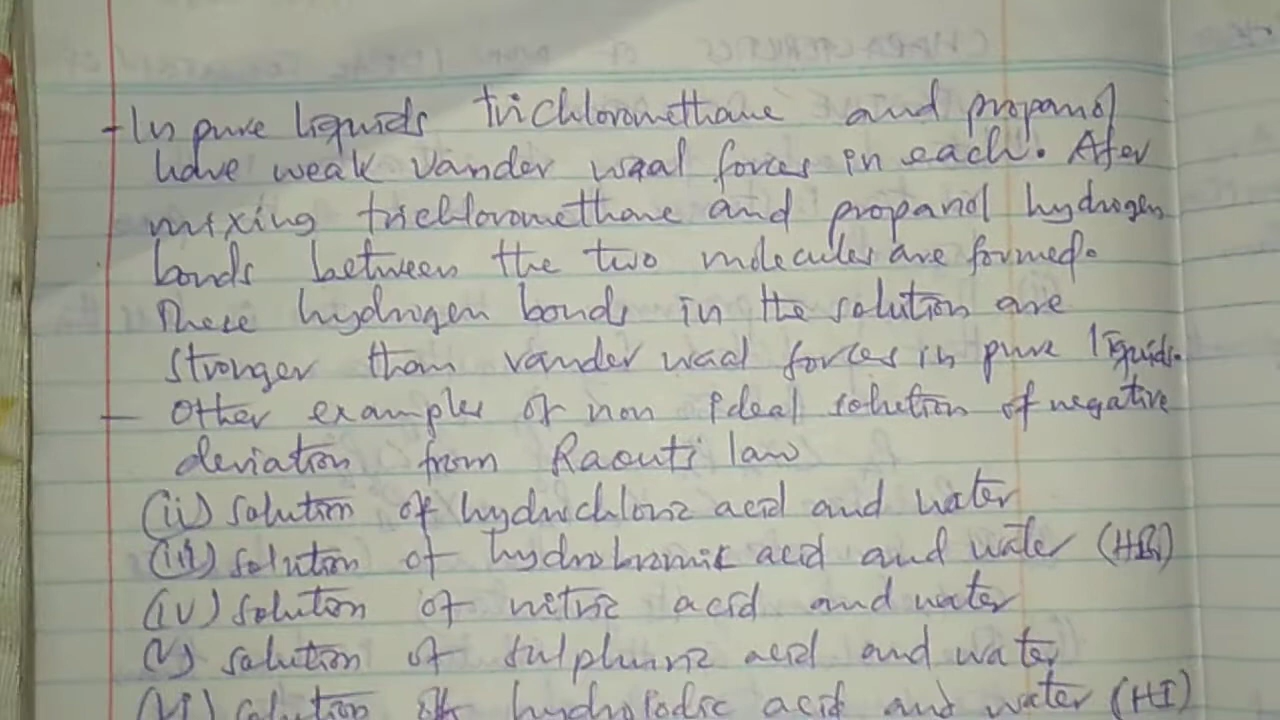 - In pure liquids trichloromethane and propanol
have weak vander waal forces in each. After
mixing trichloromethane and propanol hydrogen
bonds between the two molecules are formed.
These hydrogen bonds in the solution are
stronger than vander waal forces in pure liquids.
- Other examples of non ideal solution of negative
deviation from Raoults law
(ii) solution of hydrochloric acid and water
(iii) solution of hydrobromic acid and water (HBr)
(iv) solution of nitric acid and water
(v) solution of sulphuric acid and water
(vi) solution of hydroiodic acid and water (HI)